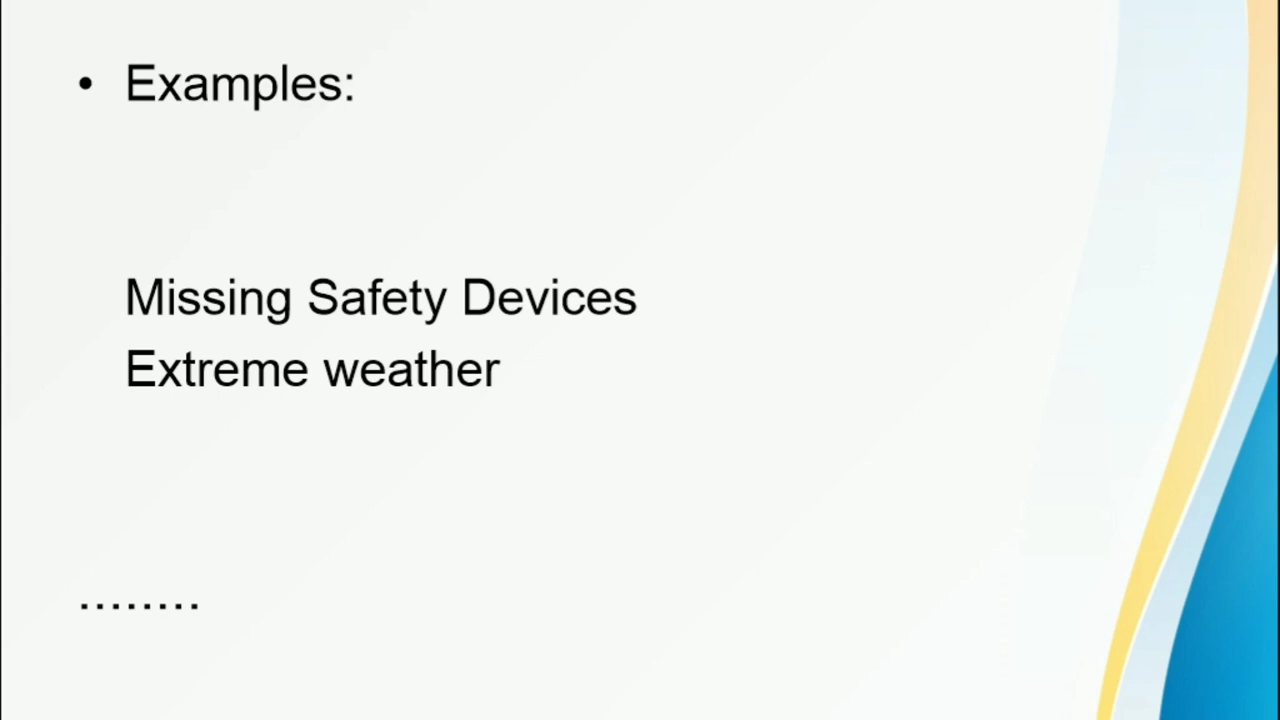 • Examples:
Missing Safety Devices
Extreme weather
........